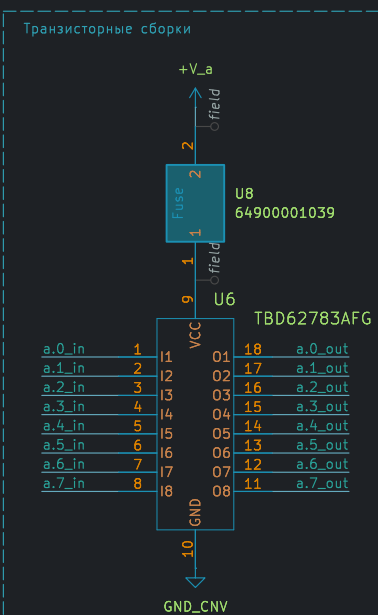 Транзисторные сборки
+V_a
field
2
2
Fuse
U8
64900001039
1
1
field
9
U6
TBD62783AFG
VCC
a.0_in 1 I1 O1 18 a.0_out
a.1_in 2 I2 O2 17 a.1_out
a.2_in 3 I3 O3 16 a.2_out
a.3_in 4 I4 O4 15 a.3_out
a.4_in 5 I5 O5 14 a.4_out
a.5_in 6 I6 O6 13 a.5_out
a.6_in 7 I7 O7 12 a.6_out
a.7_in 8 I8 O8 11 a.7_out
GND
10
GND_CNV